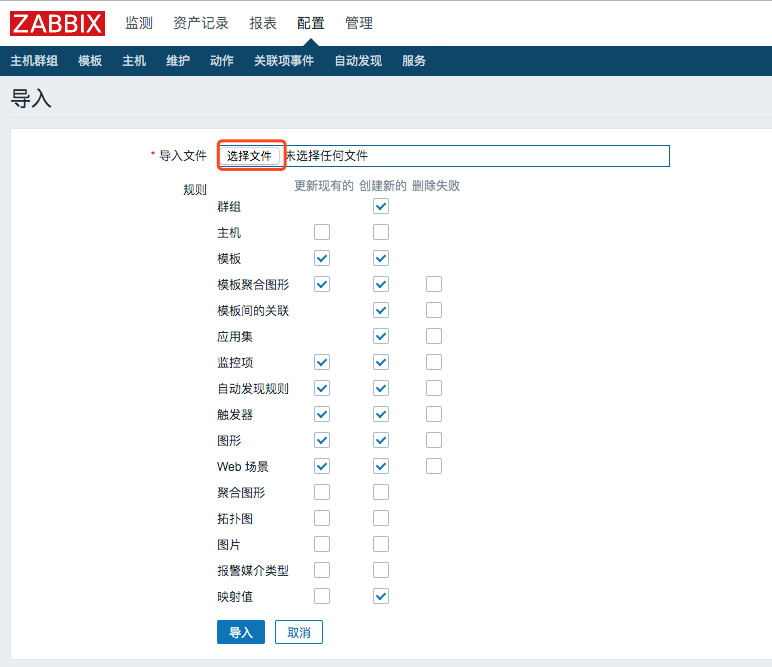 ZABBIX 监测 资产记录 报表 配置 管理
主机群组 模板 主机 维护 动作 关联项事件 自动发现 服务
导入
* 导入文件 选择文件 未选择任何文件
规则 更新现有的 创建新的 删除失败
群组
主机
模板
模板聚合图形
模板间的关联
应用集
监控项
自动发现规则
触发器
图形
Web 场景
聚合图形
拓扑图
图片
报警媒介类型
映射值
导入 取消